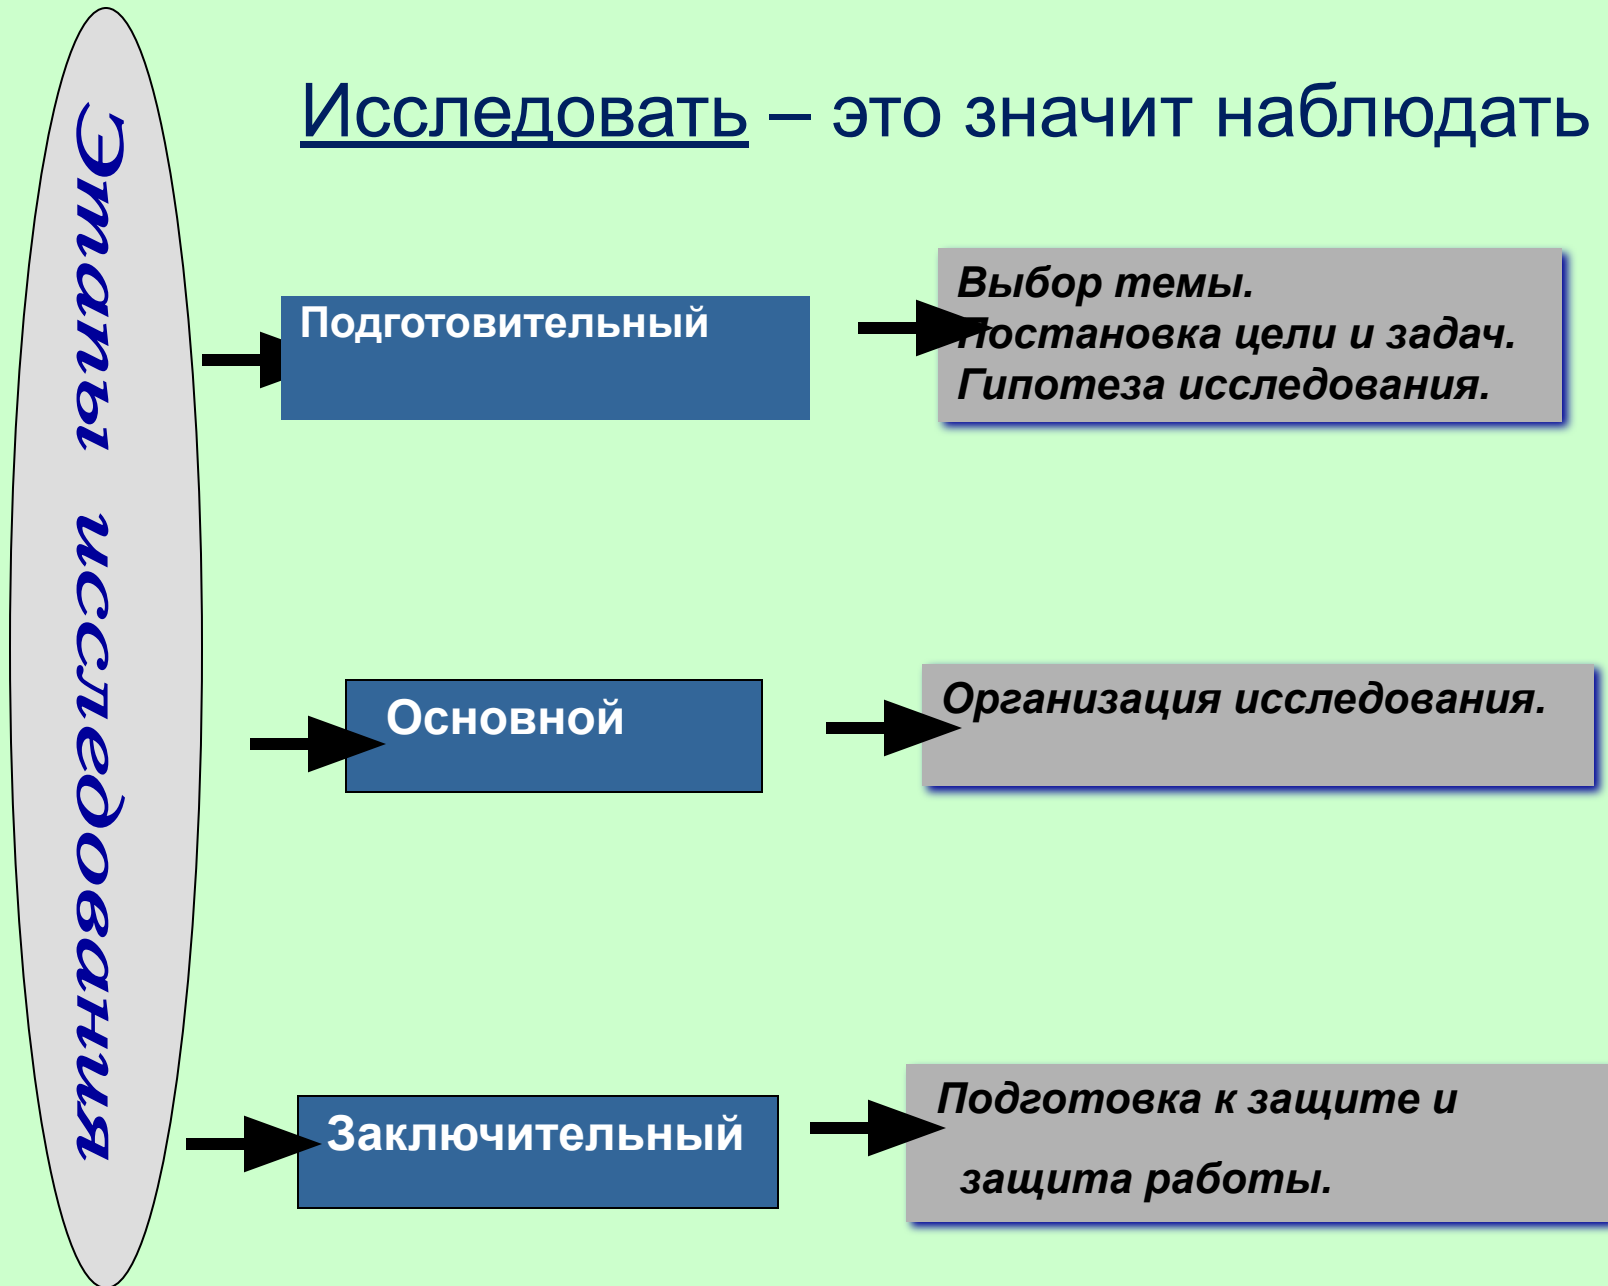 Этапы исследования
Исследовать – это значит наблюдать
Подготовительный
Выбор темы.
Постановка цели и задач.
Гипотеза исследования.
Основной
Организация исследования.
Заключительный
Подготовка к защите и
защита работы.